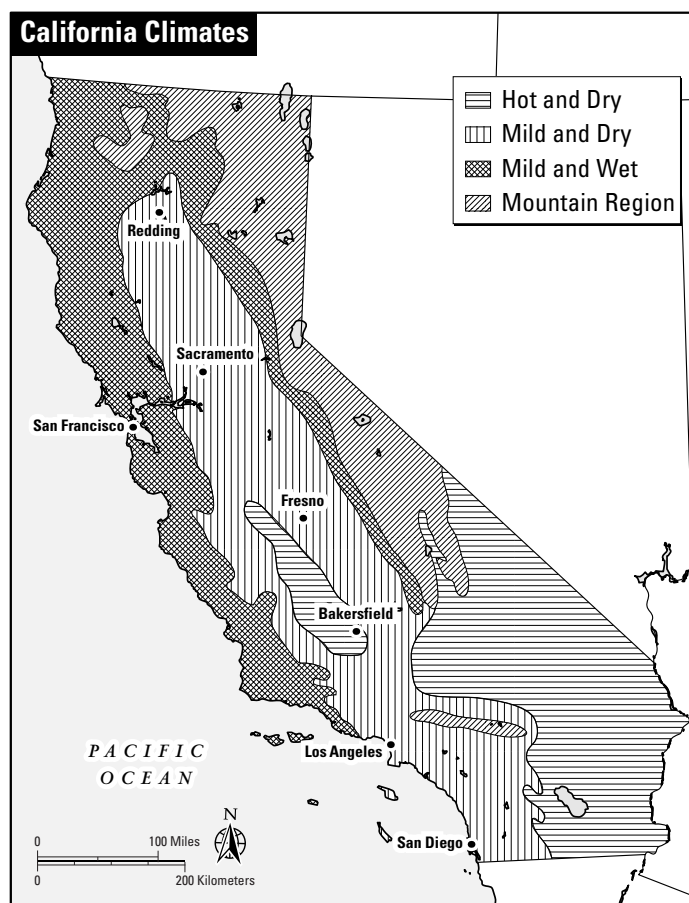 California Climates
Hot and Dry
Mild and Dry
Mild and Wet
Mountain Region
Redding
Sacramento
San Francisco
Fresno
Bakersfield
Los Angeles
PACIFIC
OCEAN
San Diego
N
0 100 Miles
0 200 Kilometers